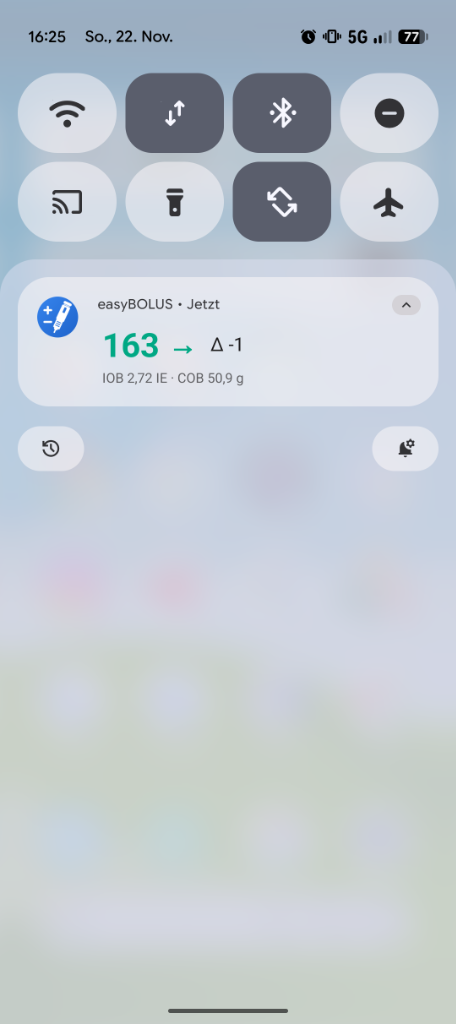 16:25 So., 22. Nov. 5G 77
easyBOLUS • Jetzt
163 → Δ -1
IOB 2,72 IE · COB 50,9 g